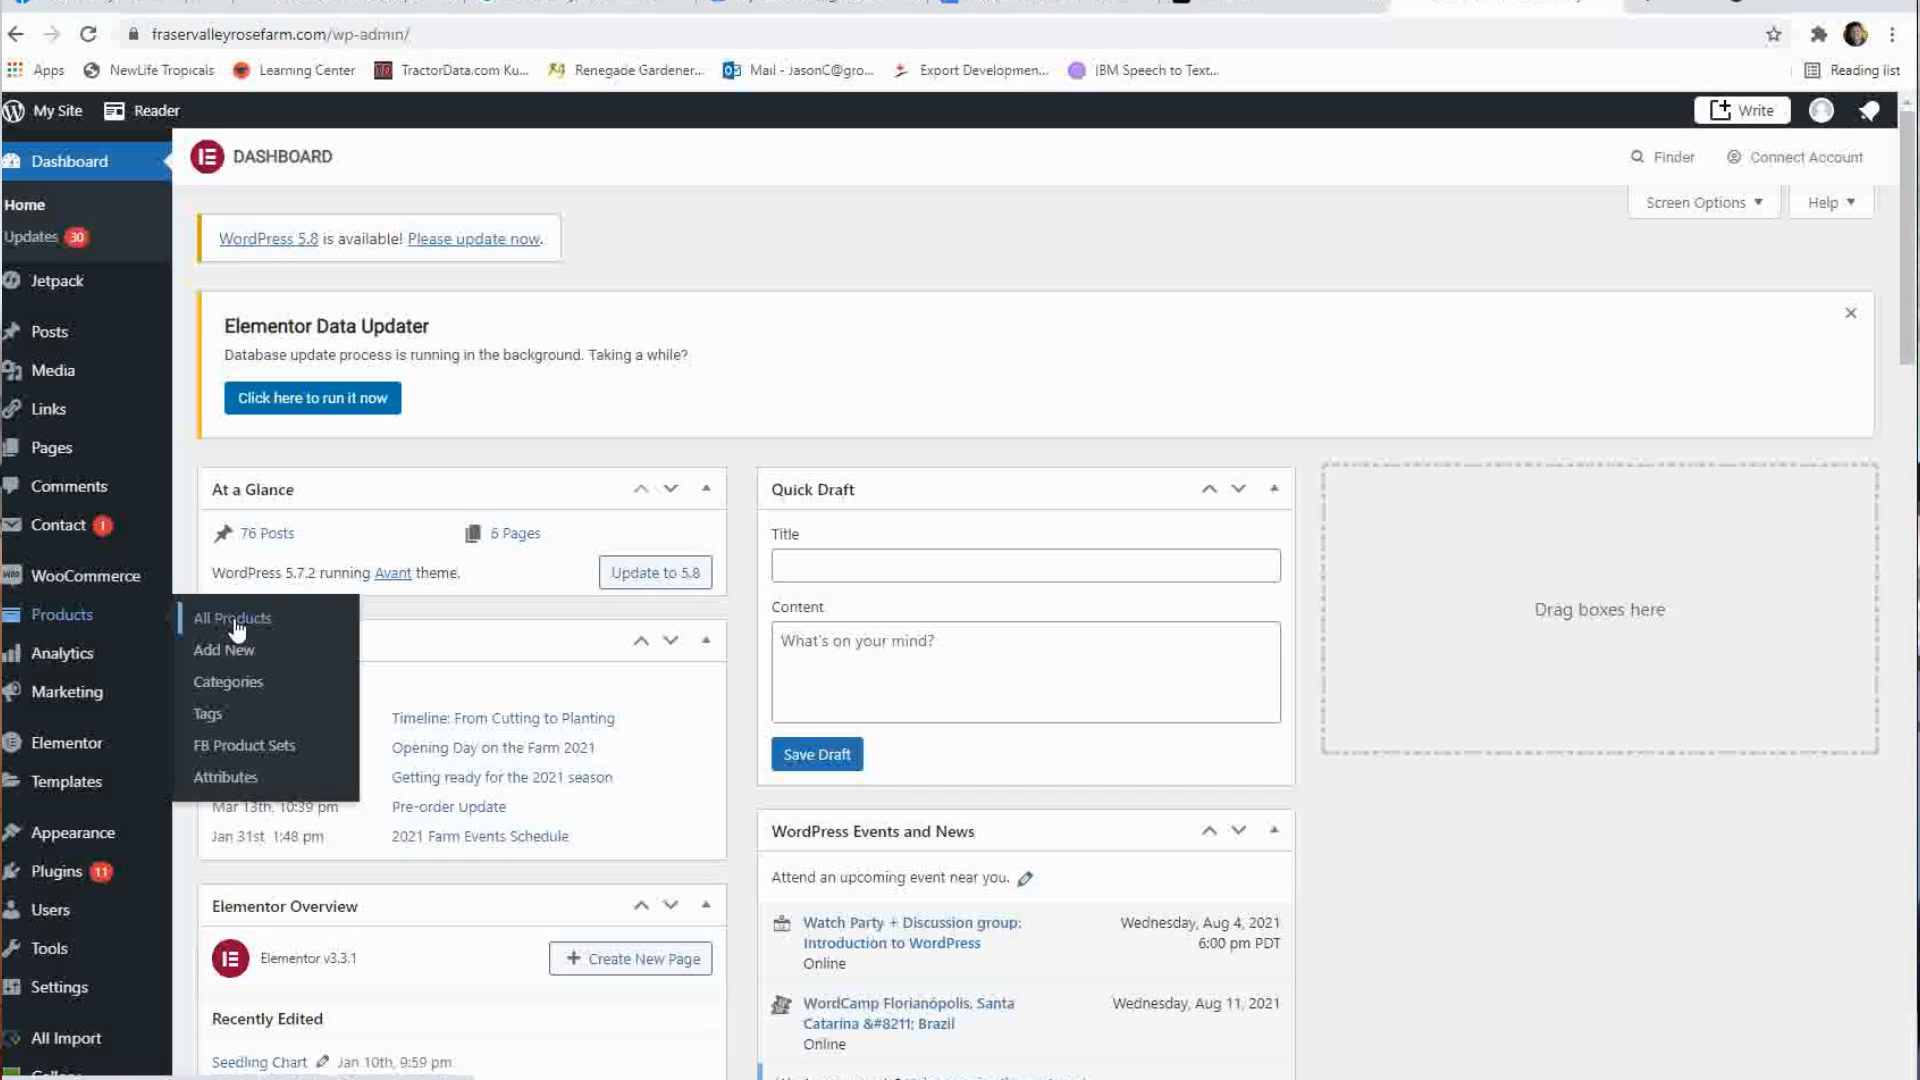 fraservalleyrosefarm.com/wp-admin/
Apps NewLife Tropicals Learning Center TractorData.com Ku... Renegade Gardener... Mail - JasonC@gro... Export Developmen... IBM Speech to Text... Reading list
My Site Reader Write
Dashboard
Home
Updates 30
Jetpack
Posts
Media
Links
Pages
Comments
Contact 1
WooCommerce
Products
Analytics
Marketing
Elementor
Templates
Appearance
Plugins 11
Users
Tools
Settings
All Import
All Products
Add New
Categories
Tags
FB Product Sets
Attributes
DASHBOARD
Finder Connect Account
Screen Options Help
WordPress 5.8 is available! Please update now.
Elementor Data Updater
Database update process is running in the background. Taking a while?
Click here to run it now
At a Glance
76 Posts 6 Pages
WordPress 5.7.2 running Avant theme. Update to 5.8
Timeline: From Cutting to Planting
Opening Day on the Farm 2021
Getting ready for the 2021 season
Mar 13th, 10:39 pm Pre-order Update
Jan 31st, 1:48 pm 2021 Farm Events Schedule
Elementor Overview
Elementor v3.3.1 + Create New Page
Recently Edited
Seedling Chart Jan 10th, 9:59 pm
Quick Draft
Title
Content
What's on your mind?
Save Draft
WordPress Events and News
Attend an upcoming event near you.
Watch Party + Discussion group: Wednesday, Aug 4, 2021
Introduction to WordPress 6:00 pm PDT
Online
WordCamp Florianópolis, Santa Wednesday, Aug 11, 2021
Catarina &#8211; Brazil
Online
Drag boxes here